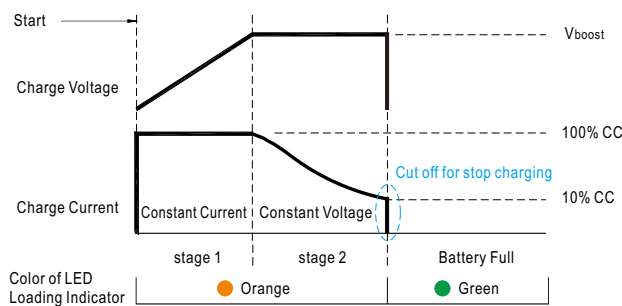 Start
Vboost
Charge Voltage
100% CC
Cut off for stop charging
10% CC
Charge Current
Constant Current
Constant Voltage
stage 1
stage 2
Battery Full
Color of LED
Loading Indicator
Orange
Green